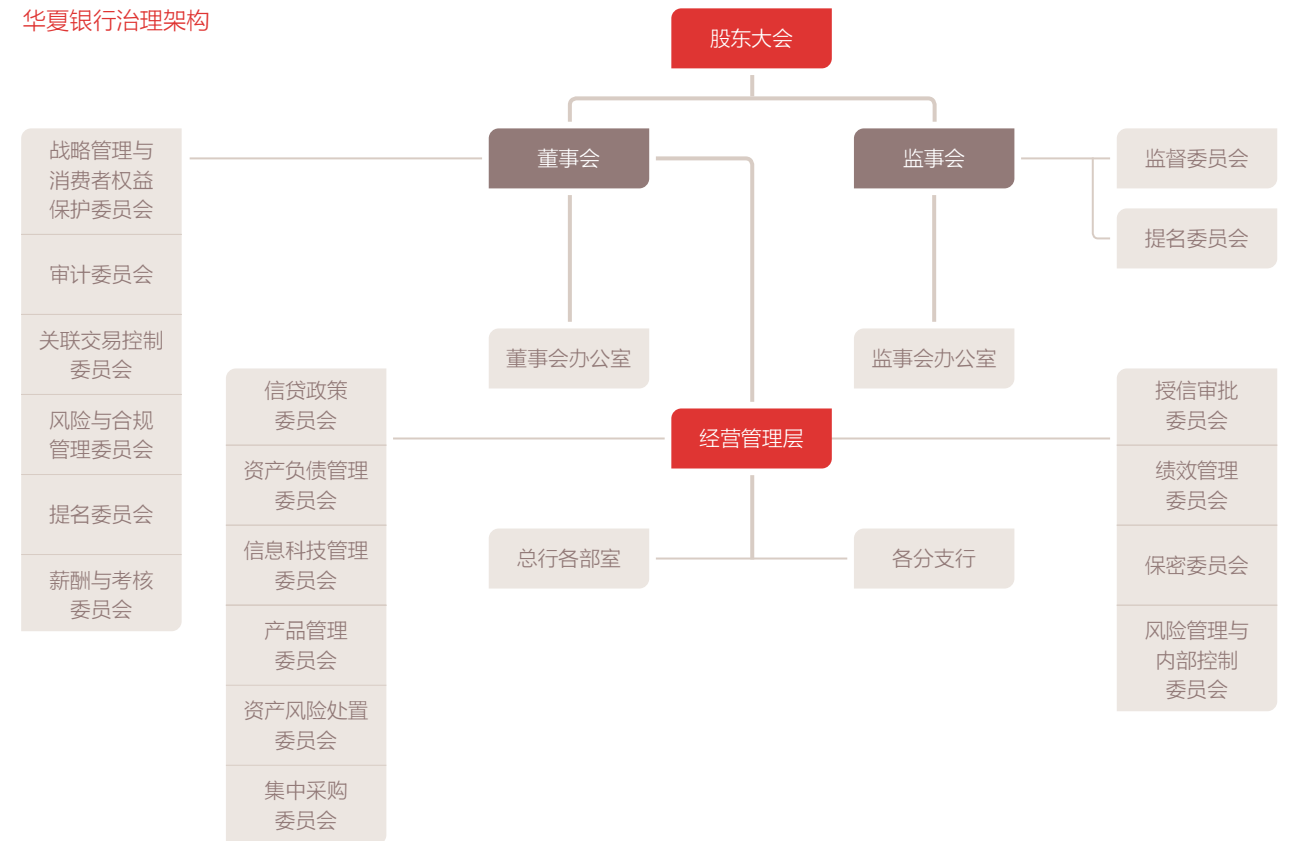 华夏银行治理架构
股东大会
董事会
监事会
战略管理与
消费者权益
保护委员会
审计委员会
关联交易控制
委员会
风险与合规
管理委员会
提名委员会
薪酬与考核
委员会
监督委员会
提名委员会
董事会办公室
监事会办公室
经营管理层
信贷政策
委员会
资产负债管理
委员会
信息科技管理
委员会
产品管理
委员会
资产风险处置
委员会
集中采购
委员会
总行各部室
各分支行
授信审批
委员会
绩效管理
委员会
保密委员会
风险管理与
内部控制
委员会